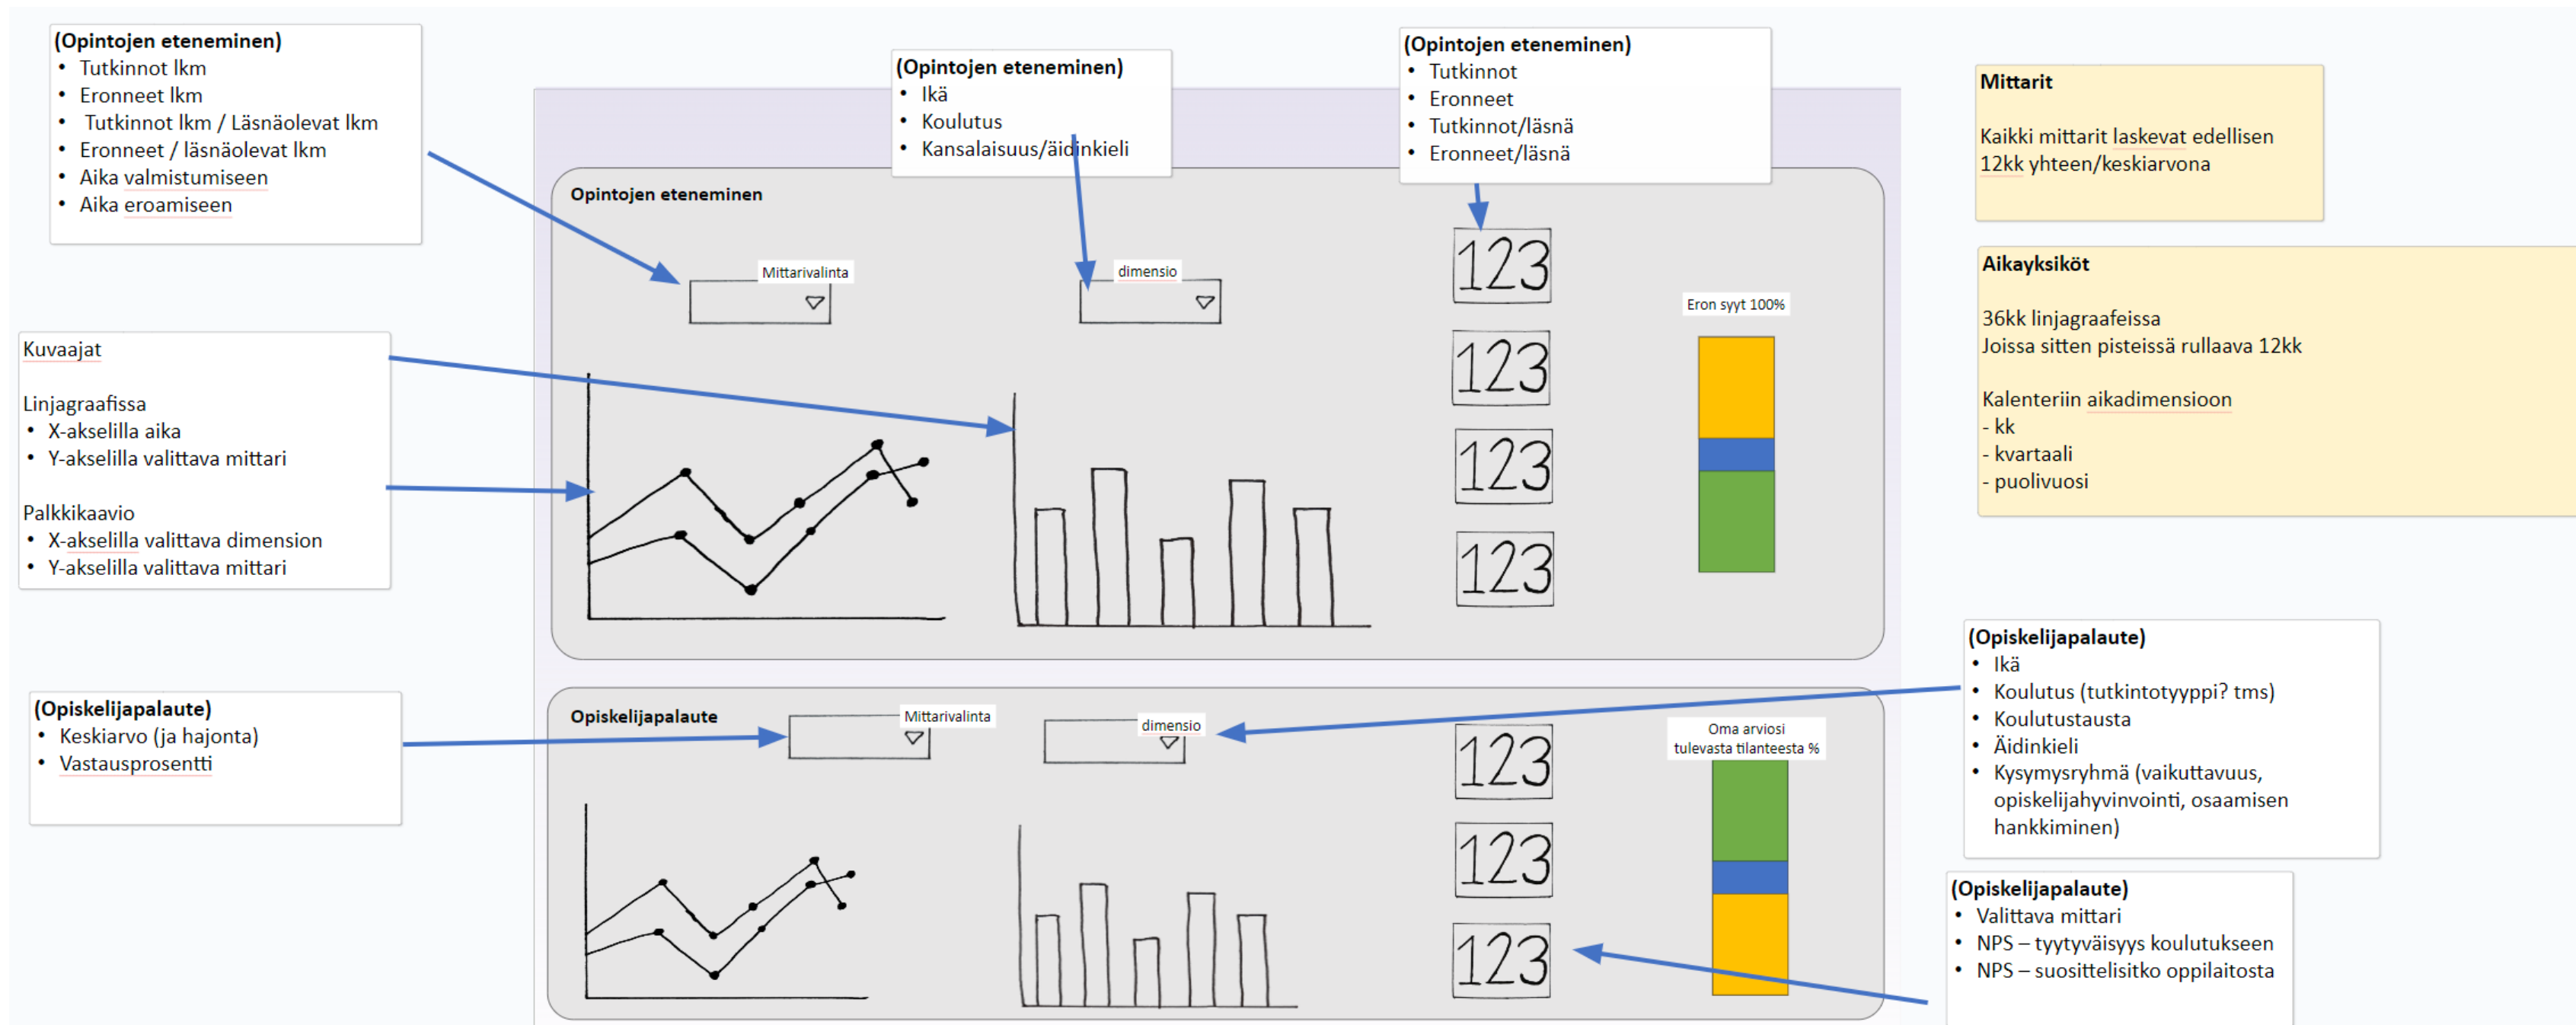 (Opintojen eteneminen)
• Tutkinnot lkm
• Eronneet lkm
• Tutkinnot lkm / Läsnäolevat lkm
• Eronneet / läsnäolevat lkm
• Aika valmistumiseen
• Aika eroamiseen
(Opintojen eteneminen)
• Ikä
• Koulutus
• Kansalaisuus/äidinkieli
(Opintojen eteneminen)
• Tutkinnot
• Eronneet
• Tutkinnot/läsnä
• Eronneet/läsnä
Mittarit
Kaikki mittarit laskevat edellisen
12kk yhteen/keskiarvona
Aikayksiköt
36kk linjagraafeissa
Joissa sitten pisteissä rullaava 12kk
Kalenteriin aikadimensioon
- kk
- kvartaali
- puolivuosi
Opintojen eteneminen
Mittarivalinta
dimensio
123
123
123
123
Eron syyt 100%
Kuvaajat
Linjagraafissa
• X-akselilla aika
• Y-akselilla valittava mittari
Palkkikaavio
• X-akselilla valittava dimension
• Y-akselilla valittava mittari
(Opiskelijapalaute)
• Keskiarvo (ja hajonta)
• Vastausprosentti
Opiskelijapalaute
Mittarivalinta
dimensio
123
123
123
Oma arviosi
tulevasta tilanteesta %
(Opiskelijapalaute)
• Ikä
• Koulutus (tutkintotyyppi? tms)
• Koulutustausta
• Äidinkieli
• Kysymysryhmä (vaikuttavuus,
opiskelijahyvinvointi, osaamisen
hankkiminen)
(Opiskelijapalaute)
• Valittava mittari
• NPS – tyytyväisyys koulutukseen
• NPS – suosittelisitko oppilaitosta